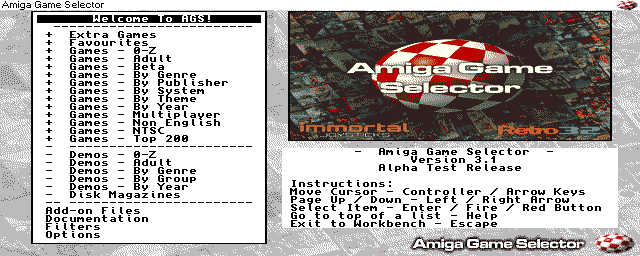 Amiga Game Selector
Welcome To AGS!
+ Extra Games
+ Favourites
+ Games - 0-Z
+ Games - Adult
+ Games - Beta
+ Games - By Genre
+ Games - By Publisher
+ Games - By System
+ Games - By Theme
+ Games - By Year
+ Games - Multiplayer
+ Games - Non English
+ Games - NTSC
+ Games - Top 200
- Demos - 0-Z
- Demos - Adult
- Demos - By Genre
- Demos - By Group
- Demos - By Year
- Disk Magazines
Add-on Files
Documentation
Filters
Options
Amiga Game
Selector
immortal
JOYSTICKS
Retro32
- Amiga Game Selector -
Version 3.1
Alpha Test Release
Instructions:
Move Cursor - Controller / Arrow Keys
Page Up / Down - Left / Right Arrow
Select Item - Enter / Fire / Red Button
Go to top of a list - Help
Exit to Workbench - Escape
Amiga Game Selector